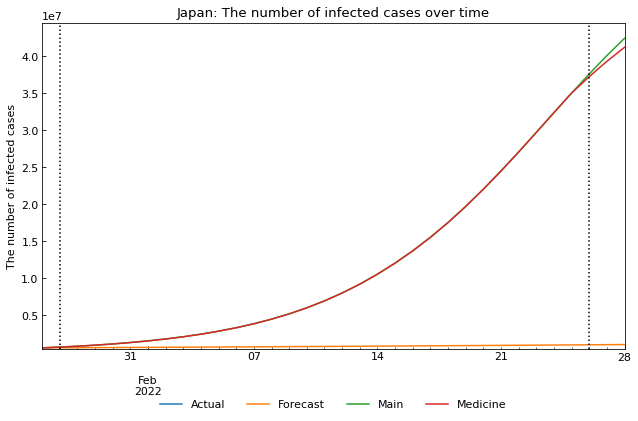 Japan: The number of infected cases over time
1e7
The number of infected cases
4.0
3.5
3.0
2.5
2.0
1.5
1.0
0.5
31 07 14 21 28
Feb
2022
Actual Forecast Main Medicine